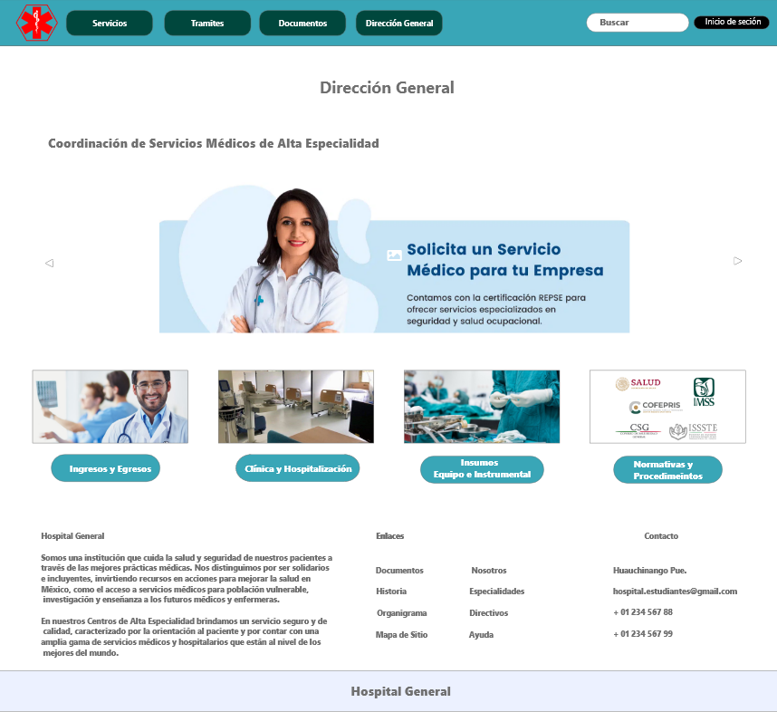 Servicios
Tramites
Documentos
Dirección General
Buscar
Inicio de seción
Dirección General
Coordinación de Servicios Médicos de Alta Especialidad
Solicita un Servicio
Médico para tu Empresa
Contamos con la certificación REPSE para
ofrecer servicios especializados en
seguridad y salud ocupacional.
SALUD
IMSS
COFEPRIS
CSG
ISSSTE
Ingresos y Egresos
Clínica y Hospitalización
Insumos
Equipo e Instrumental
Normativas y
Procedimeintos
Hospital General
Somos una institución que cuida la salud y seguridad de nuestros pacientes a
través de las mejores prácticas médicas. Nos distinguimos por ser solidarios
e incluyentes, invirtiendo recursos en acciones para mejorar la salud en
México, como el acceso a servicios médicos para población vulnerable,
investigación y enseñanza a los futuros médicos y enfermeras.
En nuestros Centros de Alta Especialidad brindamos un servicio seguro y de
calidad, caracterizado por la orientación al paciente y por contar con una
amplia gama de servicios médicos y hospitalarios que están al nivel de los
mejores del mundo.
Enlaces
Documentos
Nosotros
Historia
Especialidades
Organigrama
Directivos
Mapa de Sitio
Ayuda
Contacto
Huauchinango Pue.
hospital.estudiantes@gmail.com
+ 01 234 567 88
+ 01 234 567 99
Hospital General